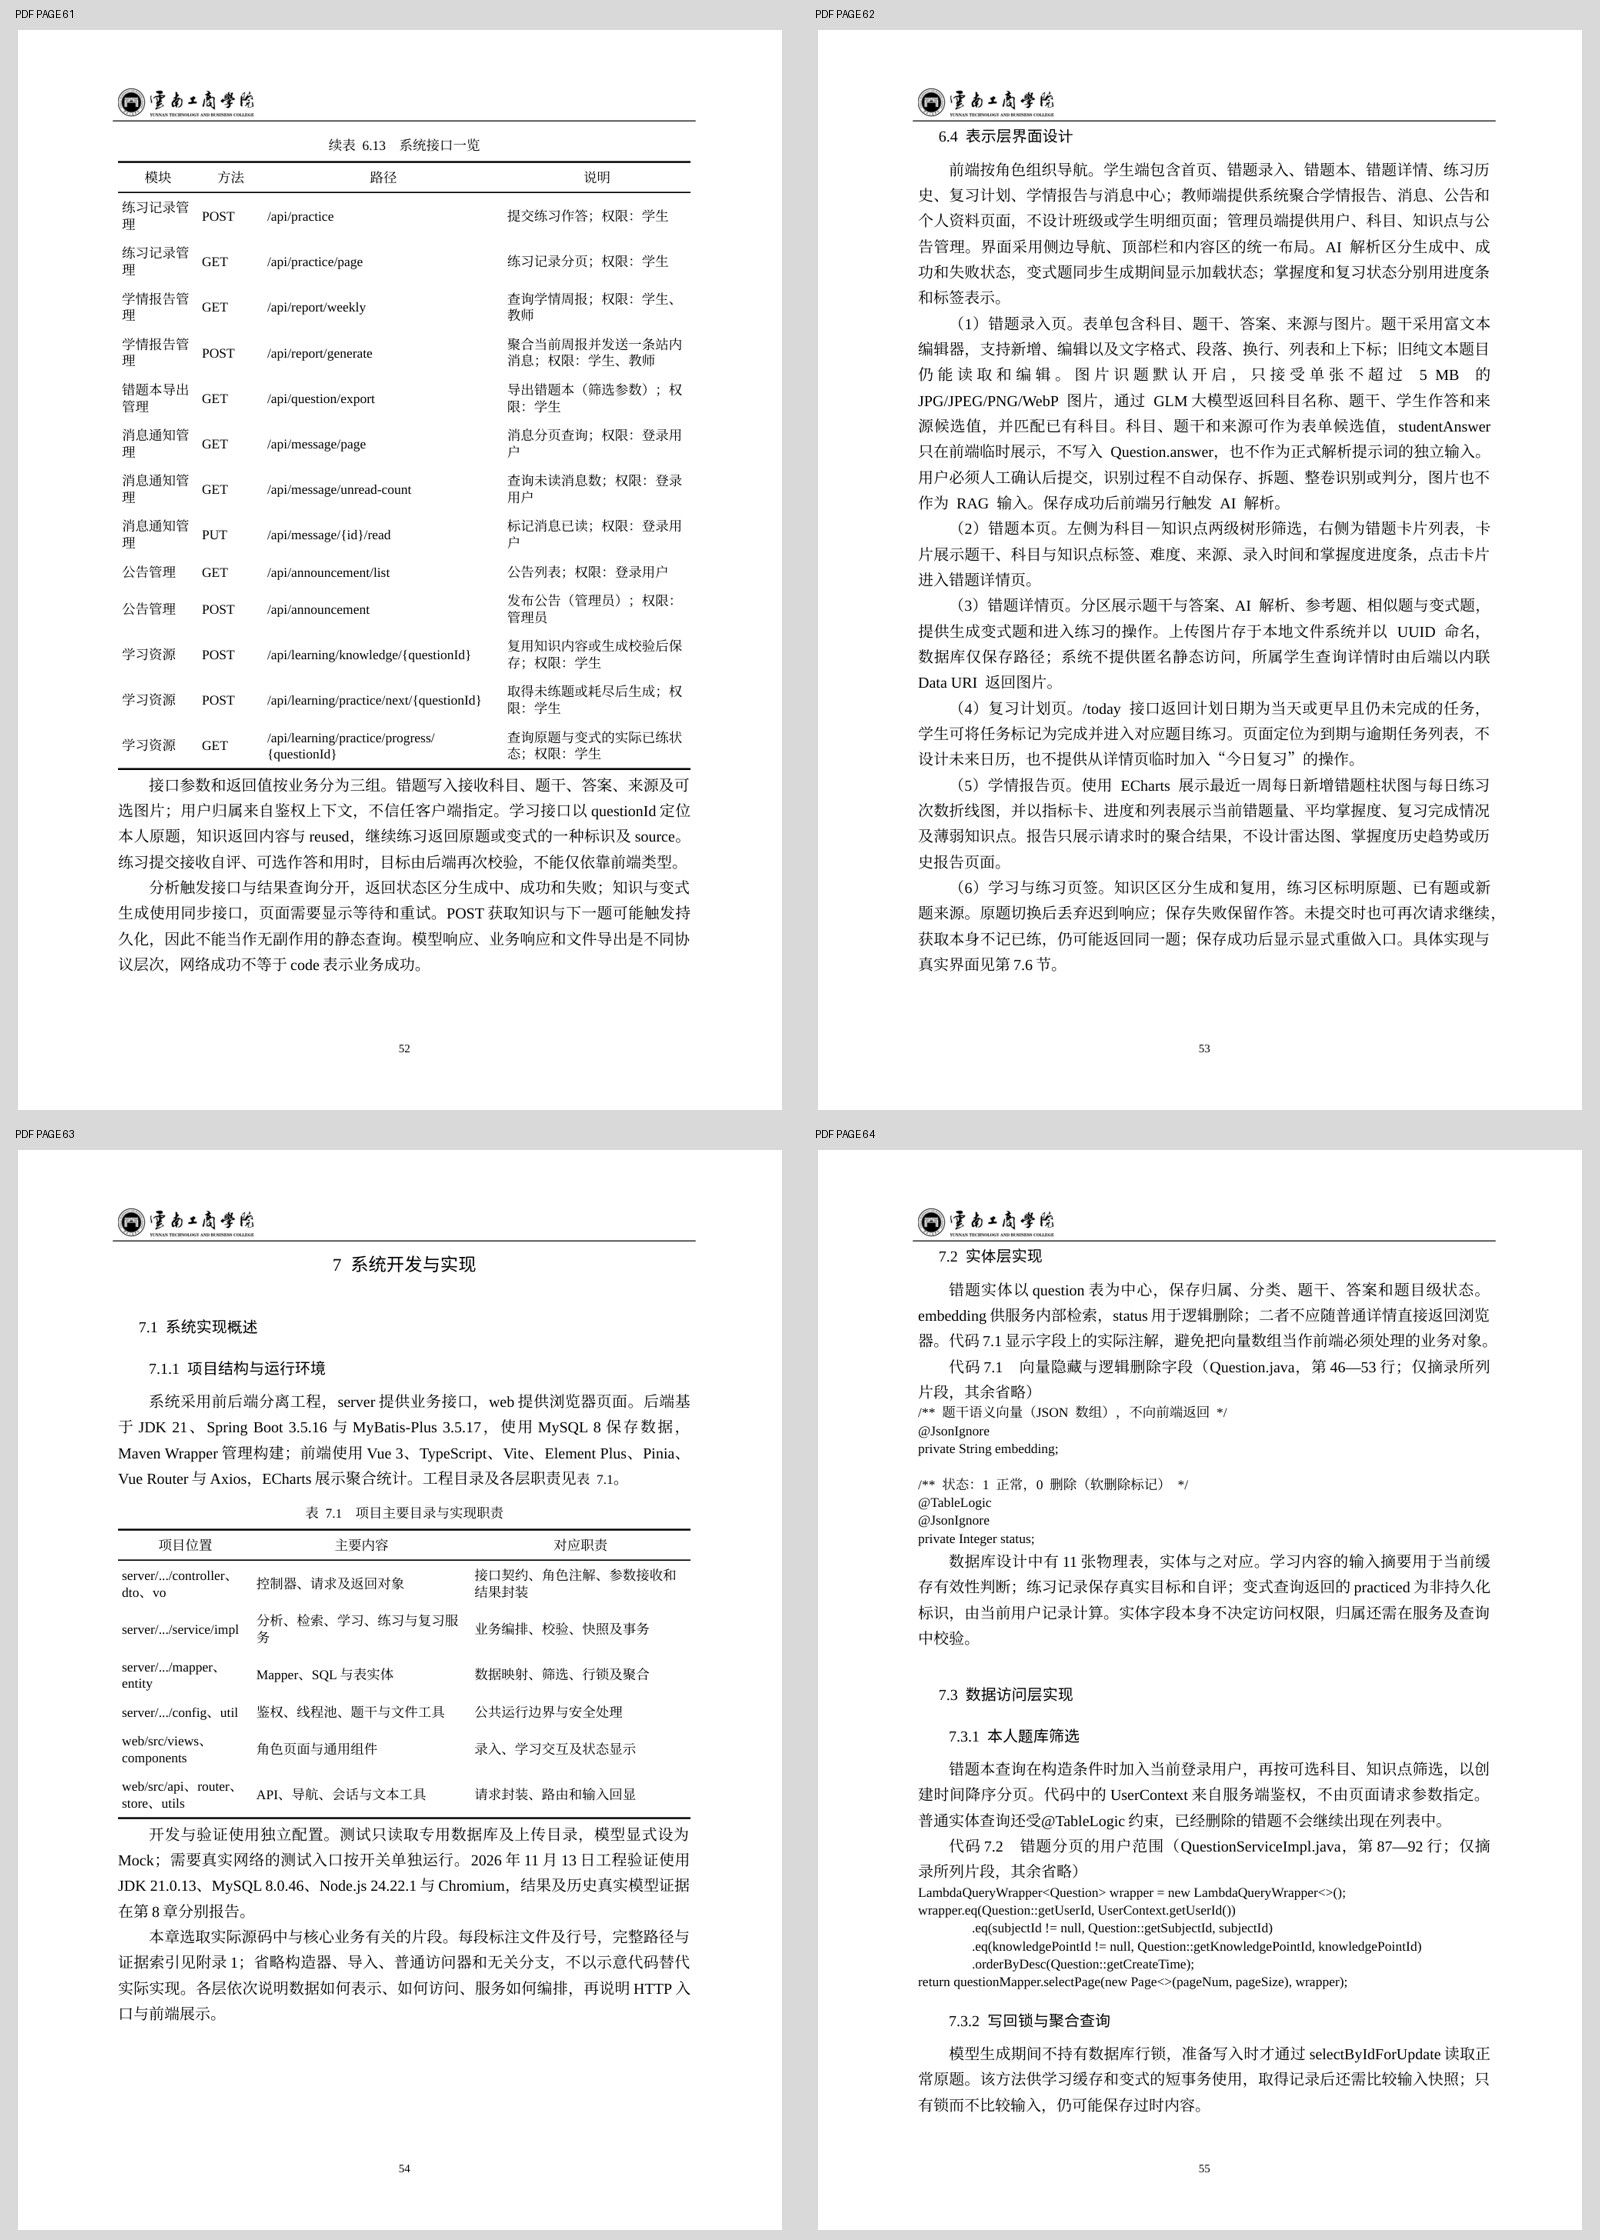 PDF PAGE 61
雲南工商學院
YUNNAN TECHNOLOGY AND BUSINESS COLLEGE
续表 6.13 系统接口一览
模块 方法 路径 说明
练习记录管理 POST /api/practice 提交练习作答；权限：学生
练习记录管理 GET /api/practice/page 练习记录分页；权限：学生
学情报告管理 GET /api/report/weekly 查询学情周报；权限：学生、教师
学情报告管理 POST /api/report/generate 聚合当前周报并发送一条站内消息；权限：学生、教师
错题本导出管理 GET /api/question/export 导出错题本（筛选参数）；权限：学生
消息通知管理 GET /api/message/page 消息分页查询；权限：登录用户
消息通知管理 GET /api/message/unread-count 查询未读消息数；权限：登录用户
消息通知管理 PUT /api/message/{id}/read 标记消息已读；权限：登录用户
公告管理 GET /api/announcement/list 公告列表；权限：登录用户
公告管理 POST /api/announcement 发布公告（管理员）；权限：管理员
学习资源 POST /api/learning/knowledge/{questionId} 复用知识内容或生成校验后保存；权限：学生
学习资源 POST /api/learning/practice/next/{questionId} 取得未练题或耗尽后生成；权限：学生
学习资源 GET /api/learning/practice/progress/{questionId} 查询原题与变式的实际已练状态；权限：学生
接口参数和返回值按业务分为三组。错题写入接收科目、题干、答案、来源及可
选图片；用户归属来自鉴权上下文，不信任客户端指定。学习接口以 questionId 定位
本人原题，知识返回内容与 reused，继续练习返回原题或变式的一种标识及 source。
练习提交接收自评、可选作答和用时，目标由后端再次校验，不能仅依靠前端类型。
分析触发接口与结果查询分开，返回状态区分生成中、成功和失败；知识与变式
生成使用同步接口，页面需要显示等待和重试。POST 获取知识与下一题可能触发持
久化，因此不能当作无副作用的静态查询。模型响应、业务响应和文件导出是不同协
议层次，网络成功不等于 code 表示业务成功。
52
PDF PAGE 62
雲南工商學院
YUNNAN TECHNOLOGY AND BUSINESS COLLEGE
6.4 表示层界面设计
前端按角色组织导航。学生端包含首页、错题录入、错题本、错题详情、练习历
史、复习计划、学情报告与消息中心；教师端提供系统聚合学情报告、消息、公告和
个人资料页面，不设计班级或学生明细页面；管理员端提供用户、科目、知识点与公
告管理。界面采用侧边导航、顶部栏和内容区的统一布局。AI 解析区分生成中、成
功和失败状态，变式题同步生成期间显示加载状态；掌握度和复习状态分别用进度条
和标签表示。
（1）错题录入页。表单包含科目、题干、答案、来源与图片。题干采用富文本
编辑器，支持新增、编辑以及文字格式、段落、换行、列表和上下标；旧纯文本题目
仍能读取和编辑。图片识题默认开启，只接受单张不超过 5 MB 的
JPG/JPEG/PNG/WebP 图片，通过 GLM 大模型返回科目名称、题干、学生作答和来
源候选值，并匹配已有科目。科目、题干和来源可作为表单候选值，studentAnswer
只在前端临时展示，不写入 Question.answer，也不作为正式解析提示词的独立输入。
用户必须人工确认后提交，识别过程不自动保存、拆题、整卷识别或判分，图片也不
作为 RAG 输入。保存成功后前端另行触发 AI 解析。
（2）错题本页。左侧为科目—知识点两级树形筛选，右侧为错题卡片列表，卡
片展示题干、科目与知识点标签、难度、来源、录入时间和掌握度进度条，点击卡片
进入错题详情页。
（3）错题详情页。分区展示题干与答案、AI 解析、参考题、相似题与变式题，
提供生成变式题和进入练习的操作。上传图片存于本地文件系统并以 UUID 命名，
数据库仅保存路径；系统不提供匿名静态访问，所属学生查询详情时由后端以内联
Data URI 返回图片。
（4）复习计划页。/today 接口返回计划日期为当天或更早且仍未完成的任务，
学生可将任务标记为完成并进入对应题目练习。页面定位为到期与逾期任务列表，不
设计未来日历，也不提供从详情页临时加入“今日复习”的操作。
（5）学情报告页。使用 ECharts 展示最近一周每日新增错题柱状图与每日练习
次数折线图，并以指标卡、进度和列表展示当前错题量、平均掌握度、复习完成情况
及薄弱知识点。报告只展示请求时的聚合结果，不设计雷达图、掌握度历史趋势或历
史报告页面。
（6）学习与练习页签。知识区区分生成和复用，练习区标明原题、已有题或新
题来源。原题切换后丢弃迟到响应；保存失败保留作答。未提交时也可再次请求继续，
获取本身不记已练，仍可能返回同一题；保存成功后显示显式重做入口。具体实现与
真实界面见第 7.6 节。
53
PDF PAGE 63
雲南工商學院
YUNNAN TECHNOLOGY AND BUSINESS COLLEGE
7 系统开发与实现
7.1 系统实现概述
7.1.1 项目结构与运行环境
系统采用前后端分离工程，server 提供业务接口，web 提供浏览器页面。后端基
于 JDK 21、Spring Boot 3.5.16 与 MyBatis-Plus 3.5.17，使用 MySQL 8 保存数据，
Maven Wrapper 管理构建；前端使用 Vue 3、TypeScript、Vite、Element Plus、Pinia、
Vue Router 与 Axios，ECharts 展示聚合统计。工程目录及各层职责见表 7.1。
表 7.1 项目主要目录与实现职责
项目位置 主要内容 对应职责
server/.../controller、dto、vo 控制器、请求及返回对象 接口契约、角色注解、参数接收和结果封装
server/.../service/impl 分析、检索、学习、练习与复习服务 业务编排、校验、快照及事务
server/.../mapper、entity Mapper、SQL 与表实体 数据映射、筛选、行锁及聚合
server/.../config、util 鉴权、线程池、题干与文件工具 公共运行边界与安全处理
web/src/views、components 角色页面与通用组件 录入、学习交互及状态显示
web/src/api、router、store、utils API、导航、会话与文本工具 请求封装、路由和输入回显
开发与验证使用独立配置。测试只读取专用数据库及上传目录，模型显式设为
Mock；需要真实网络的测试入口按开关单独运行。2026 年 11 月 13 日工程验证使用
JDK 21.0.13、MySQL 8.0.46、Node.js 24.22.1 与 Chromium，结果及历史真实模型证据
在第 8 章分别报告。
本章选取实际源码中与核心业务有关的片段。每段标注文件及行号，完整路径与
证据索引见附录 1；省略构造器、导入、普通访问器和无关分支，不以示意代码替代
实际实现。各层依次说明数据如何表示、如何访问、服务如何编排，再说明 HTTP 入
口与前端展示。
54
PDF PAGE 64
雲南工商學院
YUNNAN TECHNOLOGY AND BUSINESS COLLEGE
7.2 实体层实现
错题实体以 question 表为中心，保存归属、分类、题干、答案和题目级状态。
embedding 供服务内部检索，status 用于逻辑删除；二者不应随普通详情直接返回浏览
器。代码 7.1 显示字段上的实际注解，避免把向量数组当作前端必须处理的业务对象。
代码 7.1 向量隐藏与逻辑删除字段（Question.java，第 46—53 行；仅摘录所列
片段，其余省略）
/** 题干语义向量（JSON 数组），不向前端返回 */
@JsonIgnore
private String embedding;
/** 状态：1 正常，0 删除（软删除标记） */
@TableLogic
@JsonIgnore
private Integer status;
数据库设计中有 11 张物理表，实体与之对应。学习内容的输入摘要用于当前缓
存有效性判断；练习记录保存真实目标和自评；变式查询返回的 practiced 为非持久化
标识，由当前用户记录计算。实体字段本身不决定访问权限，归属还需在服务及查询
中校验。
7.3 数据访问层实现
7.3.1 本人题库筛选
错题本查询在构造条件时加入当前登录用户，再按可选科目、知识点筛选，以创
建时间降序分页。代码中的 UserContext 来自服务端鉴权，不由页面请求参数指定。
普通实体查询还受@TableLogic 约束，已经删除的错题不会继续出现在列表中。
代码 7.2 错题分页的用户范围（QuestionServiceImpl.java，第 87—92 行；仅摘
录所列片段，其余省略）
LambdaQueryWrapper<Question> wrapper = new LambdaQueryWrapper<>();
wrapper.eq(Question::getUserId, UserContext.getUserId())
.eq(subjectId != null, Question::getSubjectId, subjectId)
.eq(knowledgePointId != null, Question::getKnowledgePointId, knowledgePointId)
.orderByDesc(Question::getCreateTime);
return questionMapper.selectPage(new Page<>(pageNum, pageSize), wrapper);
7.3.2 写回锁与聚合查询
模型生成期间不持有数据库行锁，准备写入时才通过 selectByIdForUpdate 读取正
常原题。该方法供学习缓存和变式的短事务使用，取得记录后还需比较输入快照；只
有锁而不比较输入，仍可能保存过时内容。
55